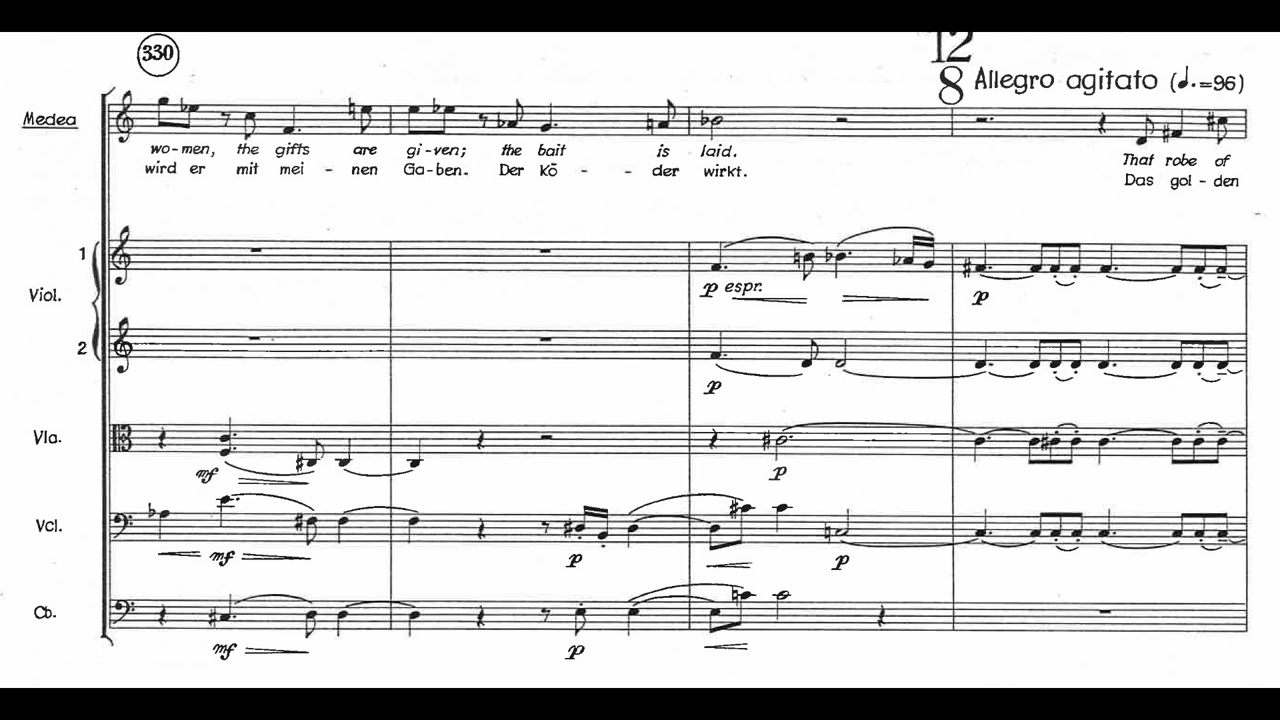 330
12
8 Allegro agitato (♩.=96)
Medea
wo-men, the gifts are gi-ven; the bait is laid. That robe of
wird er mit mei - nen Ga-ben. Der Kö - - der wirkt. Das gol - den
1
Viol.
p espr.
p
2
p
Vla.
mf
p
Vcl.
mf
p
p
Cb.
mf
p